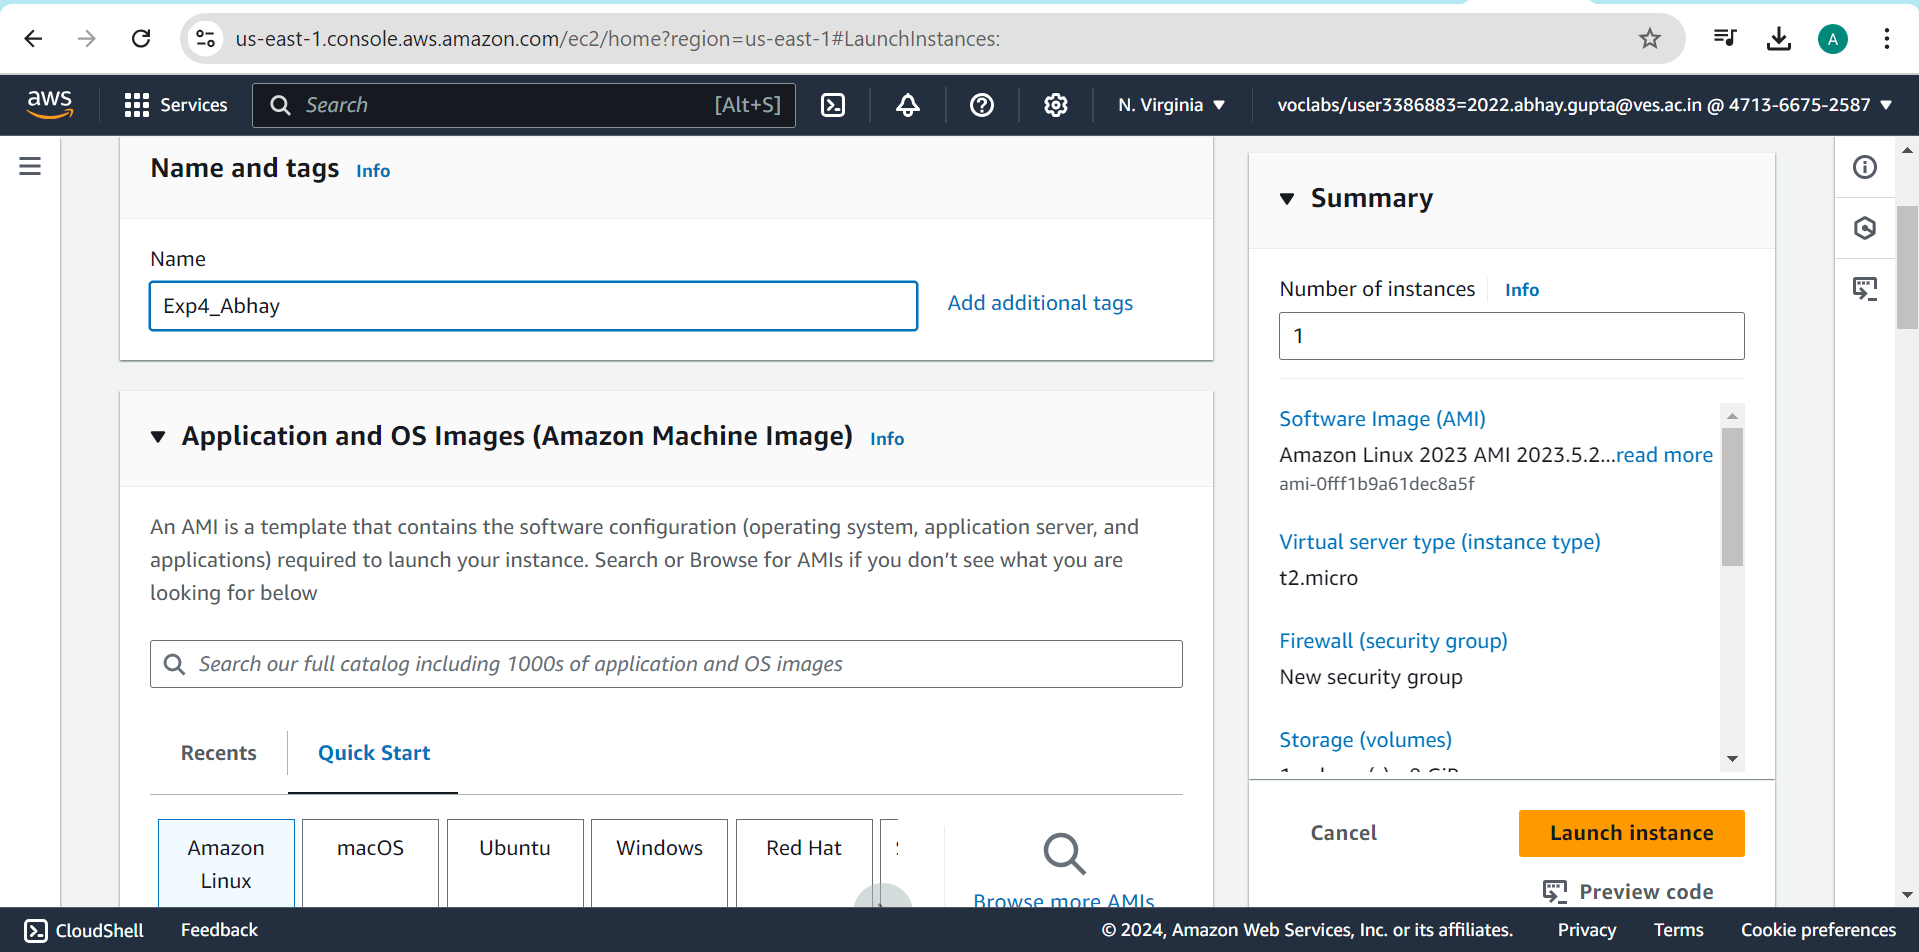 us-east-1.console.aws.amazon.com/ec2/home?region=us-east-1#LaunchInstances:
A
aws
Services
Search
[Alt+S]
N. Virginia
voclabs/user3386883=2022.abhay.gupta@ves.ac.in @ 4713-6675-2587
Name and tags Info
Name
Exp4_Abhay
Add additional tags
Application and OS Images (Amazon Machine Image) Info
An AMI is a template that contains the software configuration (operating system, application server, and
applications) required to launch your instance. Search or Browse for AMIs if you don’t see what you are
looking for below
Search our full catalog including 1000s of application and OS images
Recents
Quick Start
Amazon
Linux
macOS
Ubuntu
Windows
Red Hat
Browse more AMIs
Summary
Number of instances Info
1
Software Image (AMI)
Amazon Linux 2023 AMI 2023.5.2...read more
ami-0fff1b9a61dec8a5f
Virtual server type (instance type)
t2.micro
Firewall (security group)
New security group
Storage (volumes)
Cancel
Launch instance
Preview code
CloudShell
Feedback
© 2024, Amazon Web Services, Inc. or its affiliates.
Privacy
Terms
Cookie preferences